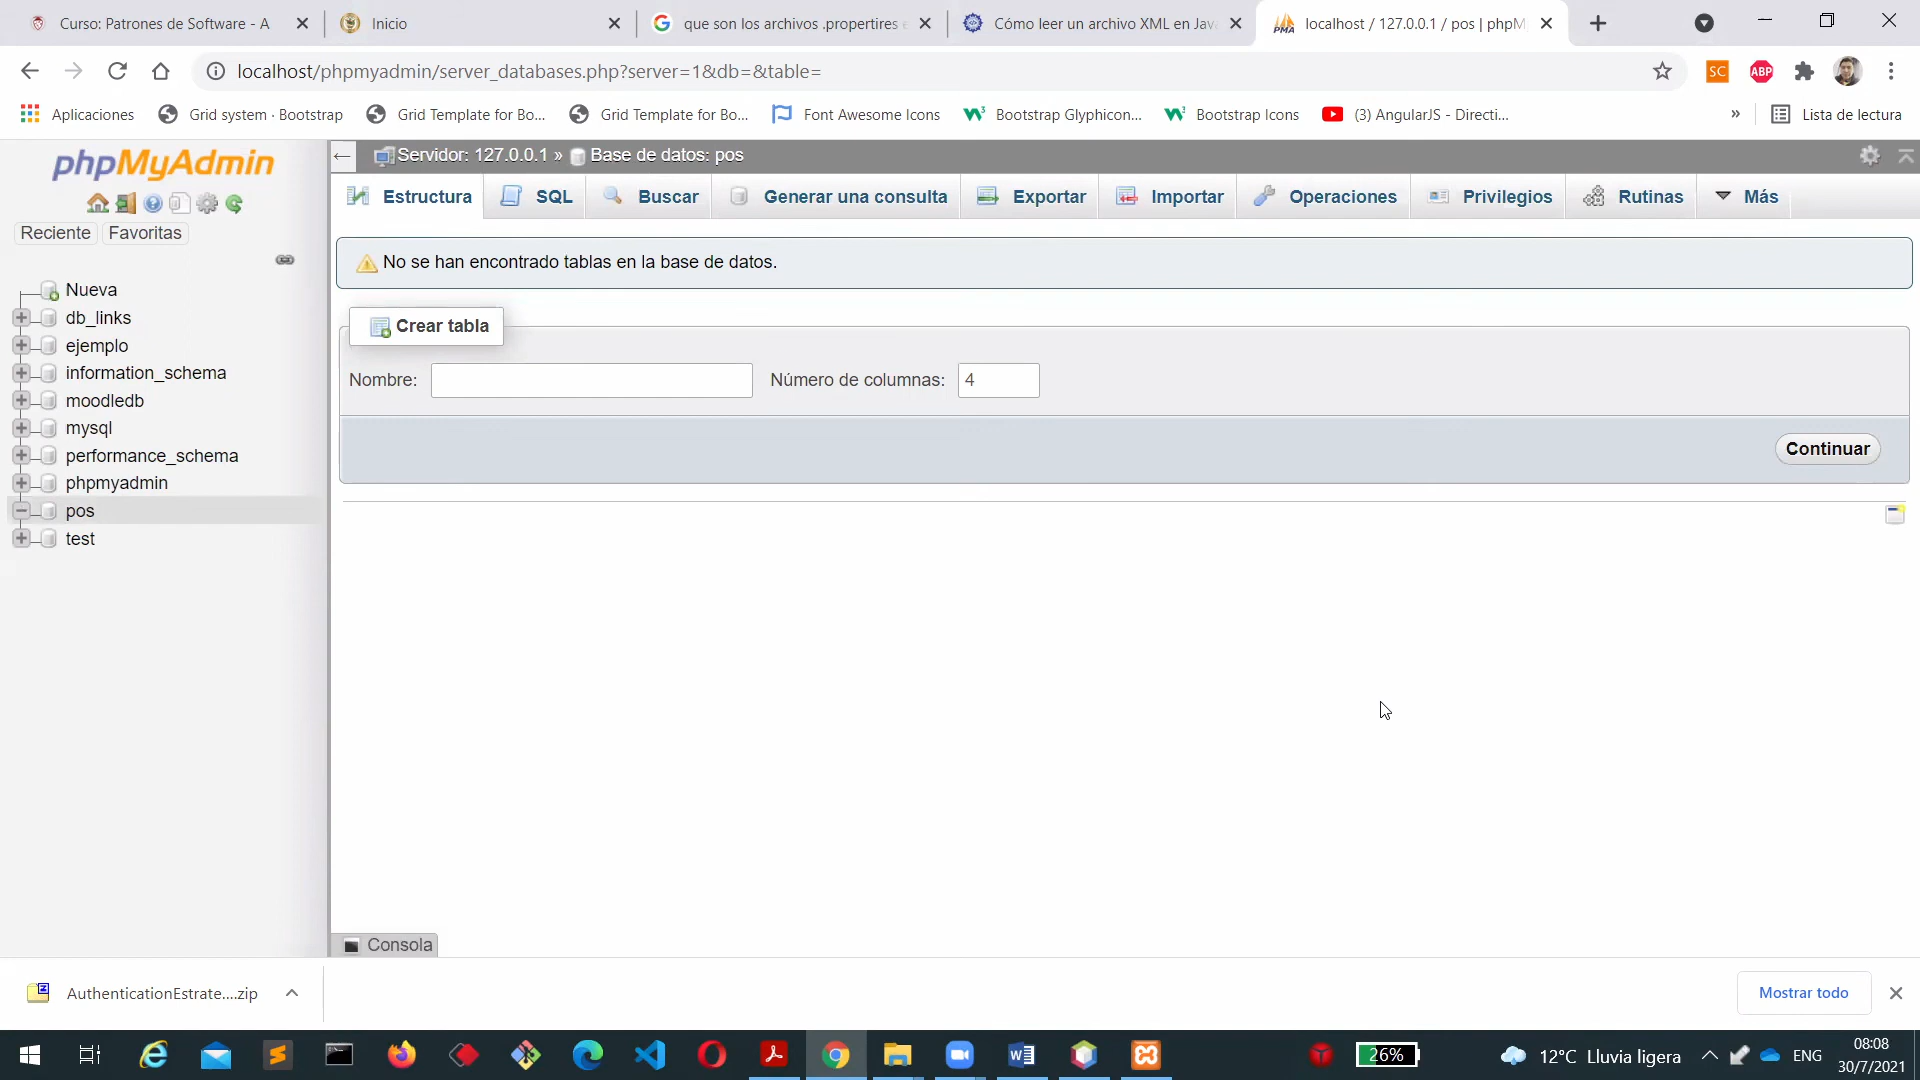 Curso: Patrones de Software - A
Inicio
que son los archivos .propertires e
Cómo leer un archivo XML en Java
localhost / 127.0.0.1 / pos | phpM
localhost/phpmyadmin/server_databases.php?server=1&db=&table=
SC
ABP
Aplicaciones
Grid system · Bootstrap
Grid Template for Bo...
Grid Template for Bo...
Font Awesome Icons
Bootstrap Glyphicon...
Bootstrap Icons
(3) AngularJS - Directi...
»
Lista de lectura
phpMyAdmin
Servidor: 127.0.0.1 » Base de datos: pos
Estructura
SQL
Buscar
Generar una consulta
Exportar
Importar
Operaciones
Privilegios
Rutinas
Más
Reciente
Favoritas
No se han encontrado tablas en la base de datos.
Nueva
db_links
ejemplo
information_schema
moodledb
mysql
performance_schema
phpmyadmin
pos
test
Crear tabla
Nombre:
Número de columnas: 4
Continuar
Consola
AuthenticationEstrate....zip
Mostrar todo
26%
12°C Lluvia ligera
ENG
08:08
30/7/2021